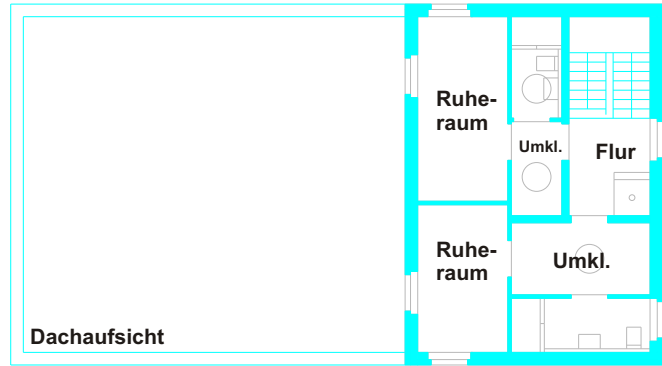 Ruhe-
raum
Umkl.
Flur
Ruhe-
raum
Umkl.
Dachaufsicht